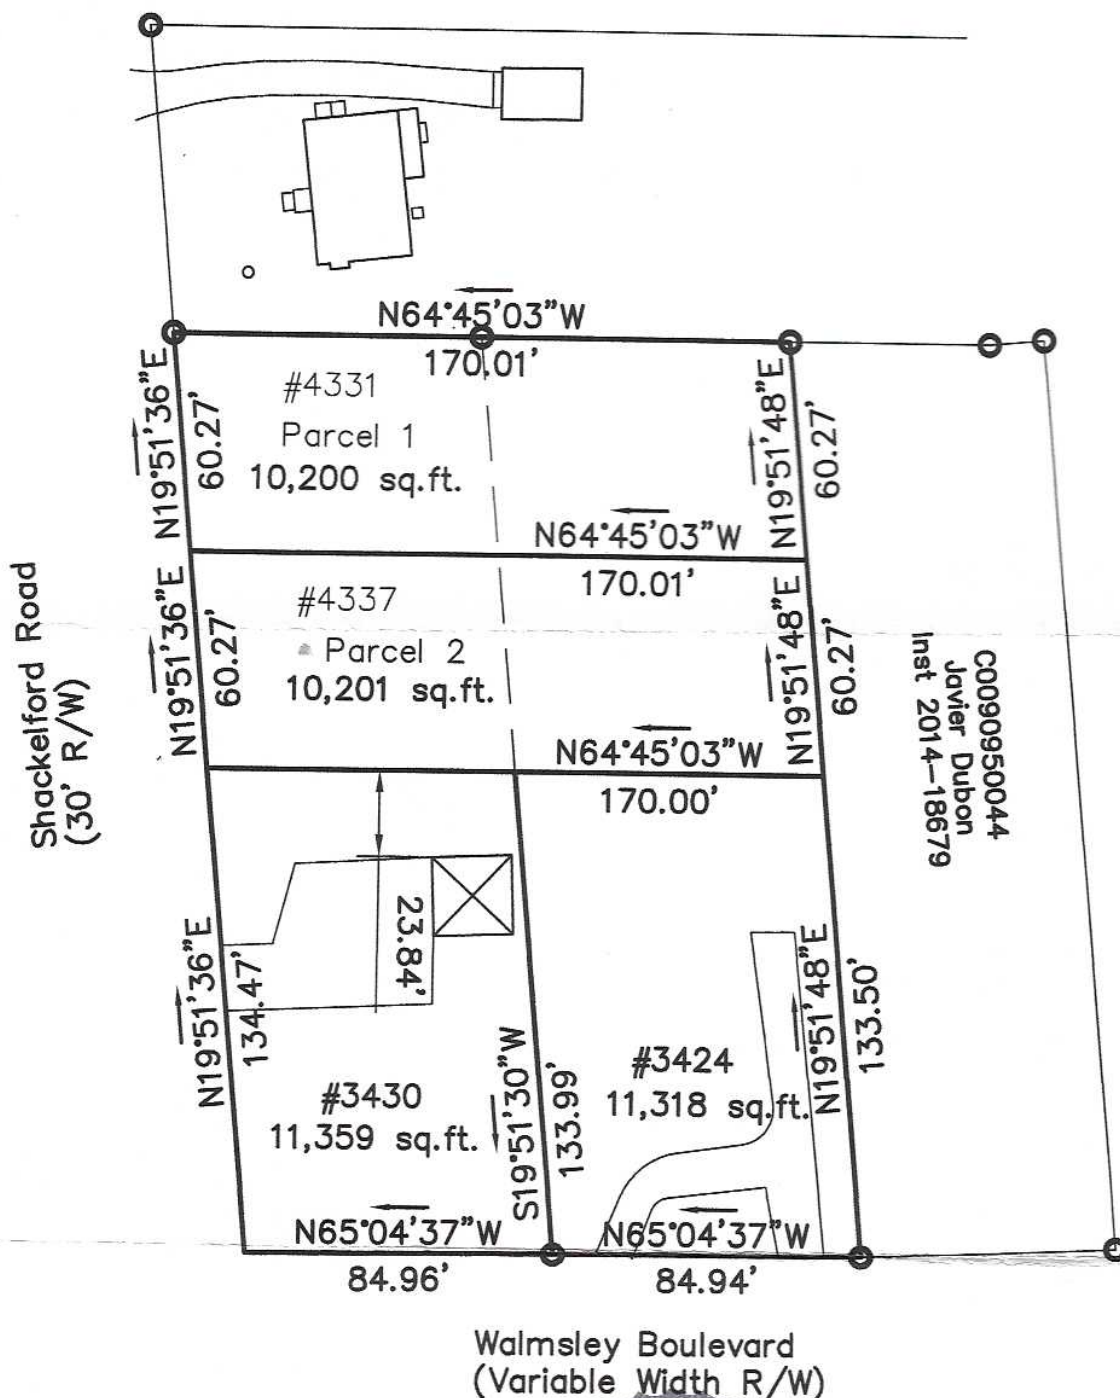 N64°45'03"W
170.01'
N19°51'36"E
60.27'
#4331
Parcel 1
10,200 sq.ft.
N19°51'48"E
60.27'
N64°45'03"W
170.01'
Shackelford Road
(30' R/W)
N19°51'36"E
60.27'
#4337
Parcel 2
10,201 sq.ft.
N19°51'48"E
60.27'
C0090950044
Javier Dubon
Inst 2014-18679
N64°45'03"W
170.00'
23.84'
N19°51'36"E
134.47'
#3430
11,359 sq.ft.
S19°51'30"W
133.99'
#3424
11,318 sq.ft.
N19°51'48"E
133.50'
N65°04'37"W
84.96'
N65°04'37"W
84.94'
Walmsley Boulevard
(Variable Width R/W)